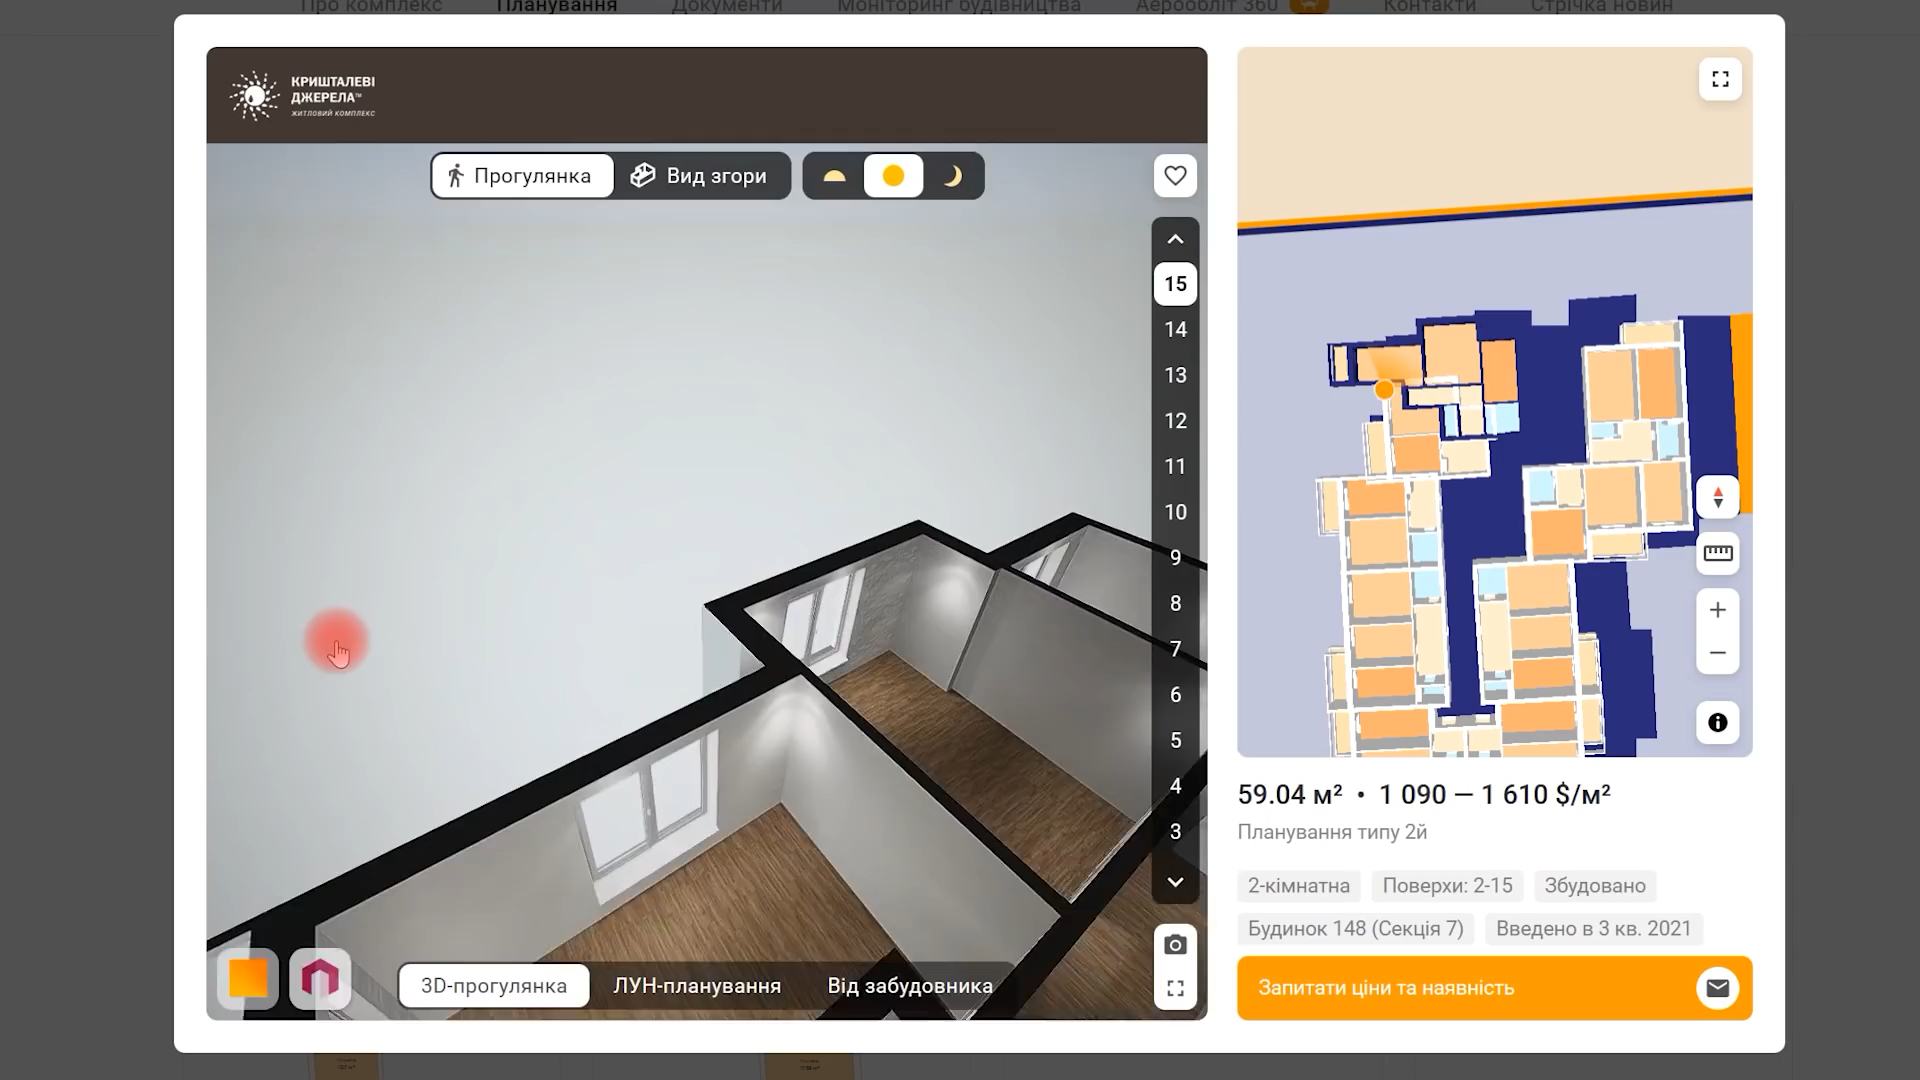 Про комплекс Планування Документи Моніторинг будівництва Аерообліт 360 Контакти Стрічка новин
КРИШТАЛЕВІ
ДЖЕРЕЛА™
ЖИТЛОВИЙ КОМПЛЕКС
Прогулянка Вид згори
15
14
13
12
11
10
9
8
7
6
5
4
3
3D-прогулянка ЛУН-планування Від забудовника
59.04 м² • 1 090 — 1 610 $/м²
Планування типу 2й
2-кімнатна Поверхи: 2-15 Збудовано
Будинок 148 (Секція 7) Введено в 3 кв. 2021
Запитати ціни та наявність